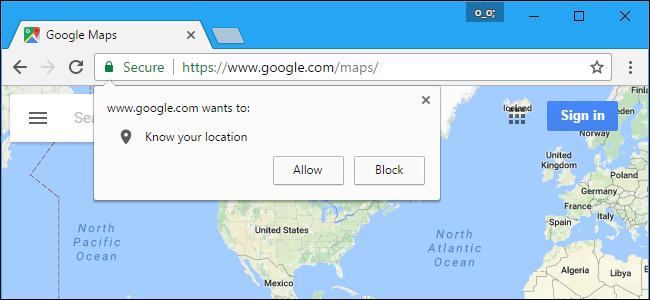 o_o;
Google Maps
Secure https://www.google.com/maps/
www.google.com wants to:
Know your location
Allow Block
Sea
Sign in
Iceland
Norway
United
Kingdom
Poland
Germany
France
Italy
Spain
Algeria
Libya
United States
Mexico
North
Pacific
Ocean
North
Atlantic
Ocean